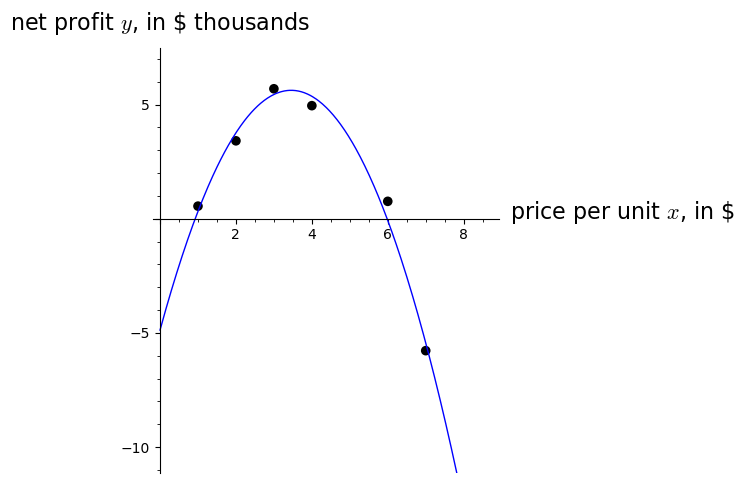 net profit y, in $ thousands
5
price per unit x, in $
2 4 6 8
−5
−10